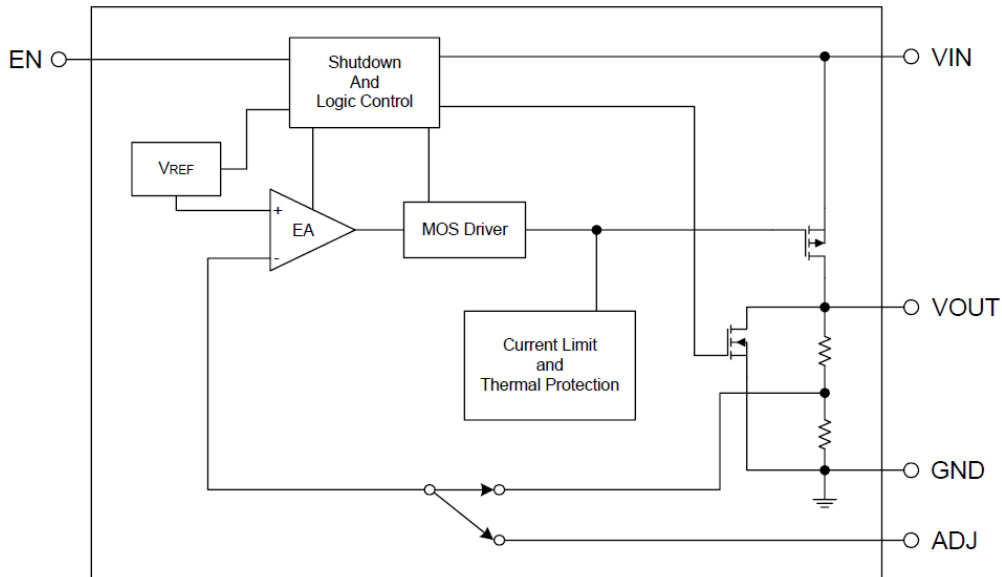 EN
Shutdown
And
Logic Control
VIN
VREF
+
EA
-
MOS Driver
VOUT
Current Limit
and
Thermal Protection
GND
ADJ